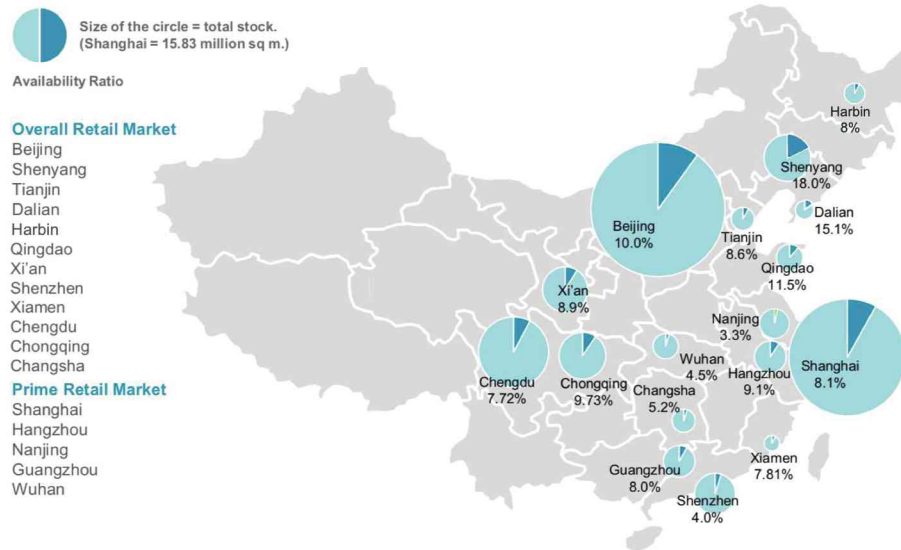 Size of the circle = total stock.
(Shanghai = 15.83 million sq m.)
Availability Ratio
Overall Retail Market
Beijing
Shenyang
Tianjin
Dalian
Harbin
Qingdao
Xi'an
Shenzhen
Xiamen
Chengdu
Chongqing
Changsha
Prime Retail Market
Shanghai
Hangzhou
Nanjing
Guangzhou
Wuhan
Harbin
8%
Shenyang
18.0%
Beijing
10.0%
Dalian
15.1%
Tianjin
8.6%
Qingdao
11.5%
Xi'an
8.9%
Nanjing
3.3%
Shanghai
8.1%
Wuhan
4.5%
Hangzhou
9.1%
Chengdu
7.72%
Chongqing
9.73%
Changsha
5.2%
Xiamen
7.81%
Guangzhou
8.0%
Shenzhen
4.0%